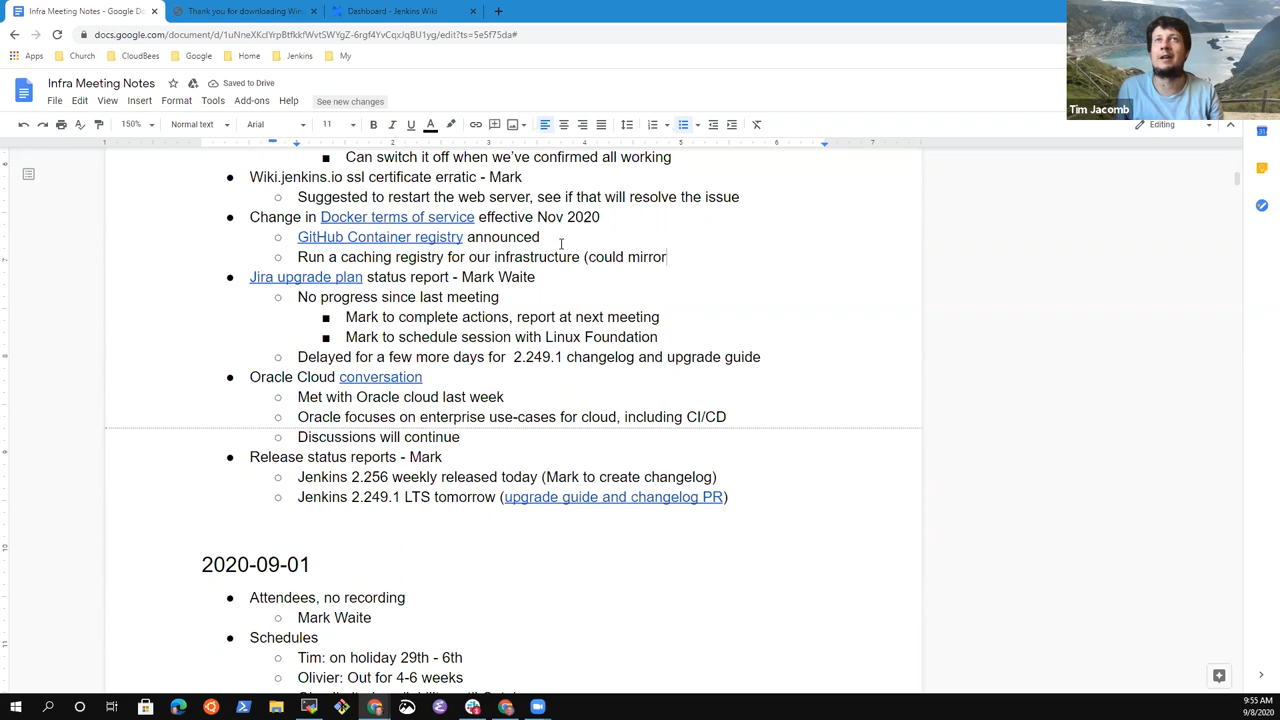 Infra Meeting Notes - Google Do
Thank you for downloading Win
Dashboard - Jenkins Wiki
docs.google.com/document/d/1uNneXKdYrpBtfkkfWvtSWYgZ-6rgf4YvCqxJqBU1yg/edit?ts=5e5f75da#
Apps Church CloudBees Google Home Jenkins My
Infra Meeting Notes Saved to Drive
File Edit View Insert Format Tools Add-ons Help See new changes
150% Normal text Arial 11 B I U A Editing
1 1 2 3 4 5 6 7
■ Can switch it off when we've confirmed all working
● Wiki.jenkins.io ssl certificate erratic - Mark
○ Suggested to restart the web server, see if that will resolve the issue
● Change in Docker terms of service effective Nov 2020
○ GitHub Container registry announced
○ Run a caching registry for our infrastructure (could mirror
● Jira upgrade plan status report - Mark Waite
○ No progress since last meeting
■ Mark to complete actions, report at next meeting
■ Mark to schedule session with Linux Foundation
○ Delayed for a few more days for 2.249.1 changelog and upgrade guide
● Oracle Cloud conversation
○ Met with Oracle cloud last week
○ Oracle focuses on enterprise use-cases for cloud, including CI/CD
○ Discussions will continue
● Release status reports - Mark
○ Jenkins 2.256 weekly released today (Mark to create changelog)
○ Jenkins 2.249.1 LTS tomorrow (upgrade guide and changelog PR)
2020-09-01
● Attendees, no recording
○ Mark Waite
● Schedules
○ Tim: on holiday 29th - 6th
○ Olivier: Out for 4-6 weeks
Tim Jacomb
9:55 AM
9/8/2020